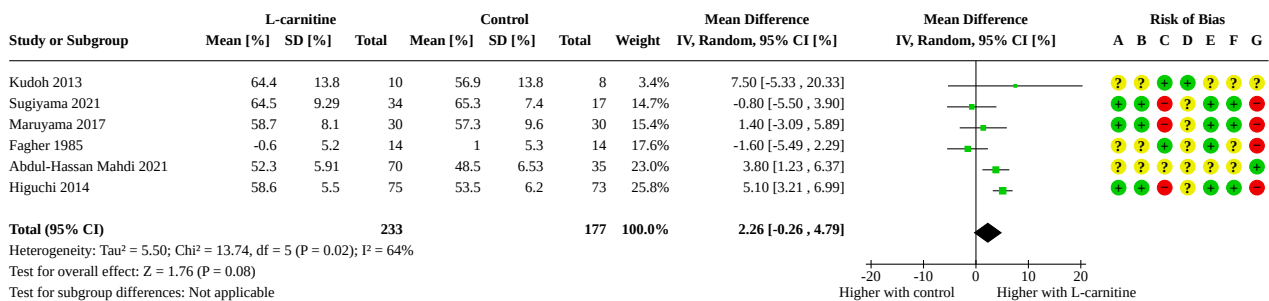 L-carnitine Control Mean Difference Mean Difference Risk of Bias
Study or Subgroup Mean [%] SD [%] Total Mean [%] SD [%] Total Weight IV, Random, 95% CI [%] IV, Random, 95% CI [%] A B C D E F G
Kudoh 2013 64.4 13.8 10 56.9 13.8 8 3.4% 7.50 [-5.33 , 20.33] ? ? + + ? ? ?
Sugiyama 2021 64.5 9.29 34 65.3 7.4 17 14.7% -0.80 [-5.50 , 3.90] + + − ? + + −
Maruyama 2017 58.7 8.1 30 57.3 9.6 30 15.4% 1.40 [-3.09 , 5.89] + + − ? + + −
Fagher 1985 -0.6 5.2 14 1 5.3 14 17.6% -1.60 [-5.49 , 2.29] ? ? + ? + ? −
Abdul-Hassan Mahdi 2021 52.3 5.91 70 48.5 6.53 35 23.0% 3.80 [1.23 , 6.37] ? ? ? ? ? ? +
Higuchi 2014 58.6 5.5 75 53.5 6.2 73 25.8% 5.10 [3.21 , 6.99] + + − ? + + −
Total (95% CI) 233 177 100.0% 2.26 [-0.26 , 4.79]
Heterogeneity: Tau² = 5.50; Chi² = 13.74, df = 5 (P = 0.02); I² = 64%
Test for overall effect: Z = 1.76 (P = 0.08) -20 -10 0 10 20
Test for subgroup differences: Not applicable Higher with control Higher with L-carnitine